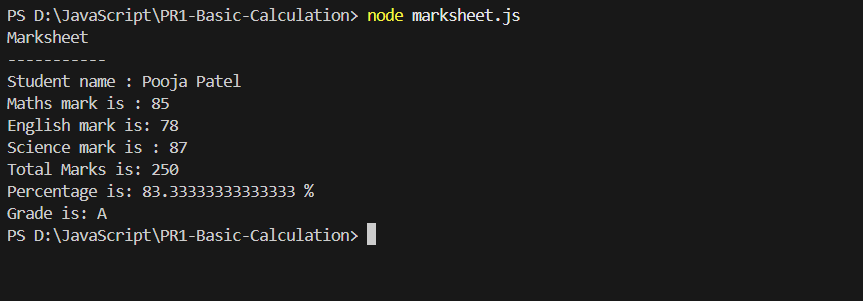 PS D:\JavaScript\PR1-Basic-Calculation> node marksheet.js
Marksheet
-----------
Student name : Pooja Patel
Maths mark is : 85
English mark is: 78
Science mark is : 87
Total Marks is: 250
Percentage is: 83.33333333333333 %
Grade is: A
PS D:\JavaScript\PR1-Basic-Calculation>